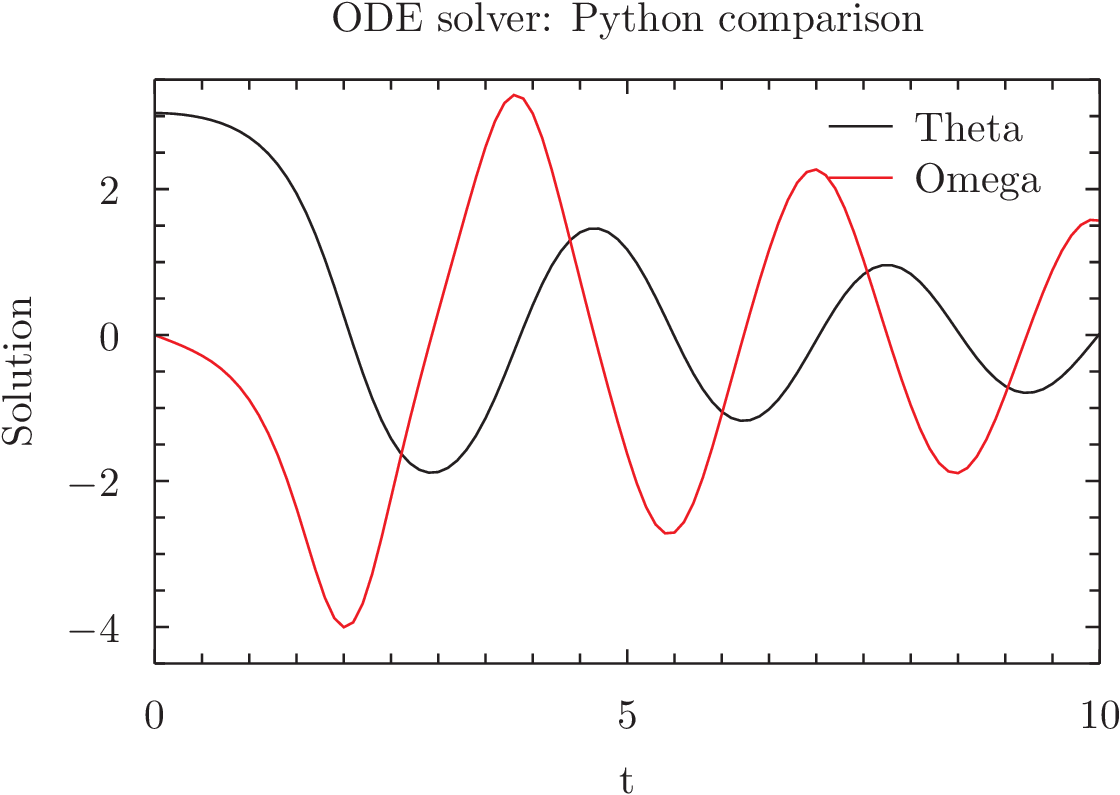 ODE solver: Python comparison
Theta
Omega
2
0
−2
−4
Solution
0 5 10
t